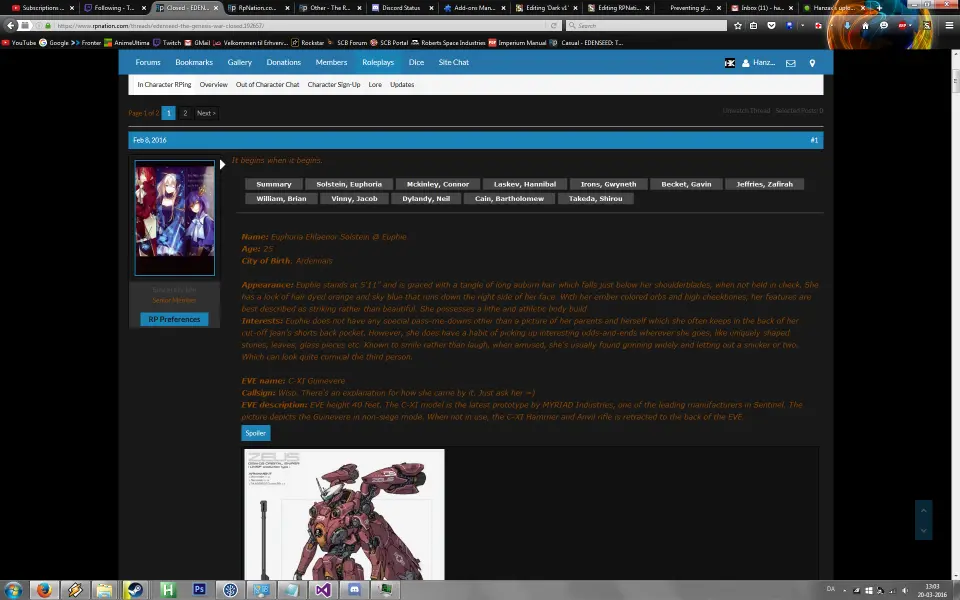 Subscriptions ...
Following - T...
Closed - EDEN...
RpNation.co...
Other - The R...
Discord Status
Add-ons Man...
Editing 'Dark v1'
Editing RPNati...
Preventing gl...
Inbox (11) - ha...
Hanzax's uplo...
https://www.rpnation.com/threads/edenseed-the-genesis-war-closed.192657/
Search
YouTube Google Fronter AnimeUltima Twitch GMail Velkommen til Erhverv... Rockstar SCB Forum SCB Portal Roberts Space Industries Imperium Manual Casual - EDENSEED: T...
Forums Bookmarks Gallery Donations Members Roleplays Dice Site Chat Hanz...
In Character RPing Overview Out of Character Chat Character Sign-Up Lore Updates
Page 1 of 2 1 2 Next >
Unwatch Thread Selected Posts: 0
Feb 8, 2016 #1
It begins when it begins.
Summary Solstein, Euphoria Mckinley, Connor Laskev, Hannibal Irons, Gwyneth Becket, Gavin Jeffries, Zafirah
William, Brian Vinny, Jacob Dylandy, Neil Cain, Bartholomew Takeda, Shirou
Name: Euphoria Solstein @ Euphie
Age: 25
City of Birth. Ardennais
Appearance: Euphie stands at 5'11" and is graced with a tangle of long auburn hair which falls just below her shoulderblades, when not held in check. She
has a lock of hair dyed orange and sky blue that runs down the right side of her face. With her ember colored orbs and high cheekbones, her features are
best described as striking rather than beautiful. She possesses a lithe and athletic body build
Interests: Euphie does not have any special pass-me-downs other than a picture of her parents and herself which she often keeps in the back of her
cut-off jean's shorts back pocket. However, she does have a habit of picking up interesting odds-and-ends wherever she goes, like uniquely shaped
stones, leaves, glass pieces etc. Known to smile rather than laugh, when amused, she's usually found grinning widely and letting out a snicker or two.
Which can look quite comical the third person.
Senior Member
RP Preferences
EVE name: C-XI Guinevere
Callsign: Wisp. There's an explanation for how she came by it. Just ask her =)
EVE description: EVE height 49 feet. The C-XI model is the latest prototype by MYRIAD Industries, one of the leading manufacturers in Sentinel. The
picture depicts the Guinevere in non-siege mode. When not in use, the C-XI Hammer and Anvil rifle is retracted to the back of the EVE.
Spoiler
ZEUS
DA
13:03
20-03-2016